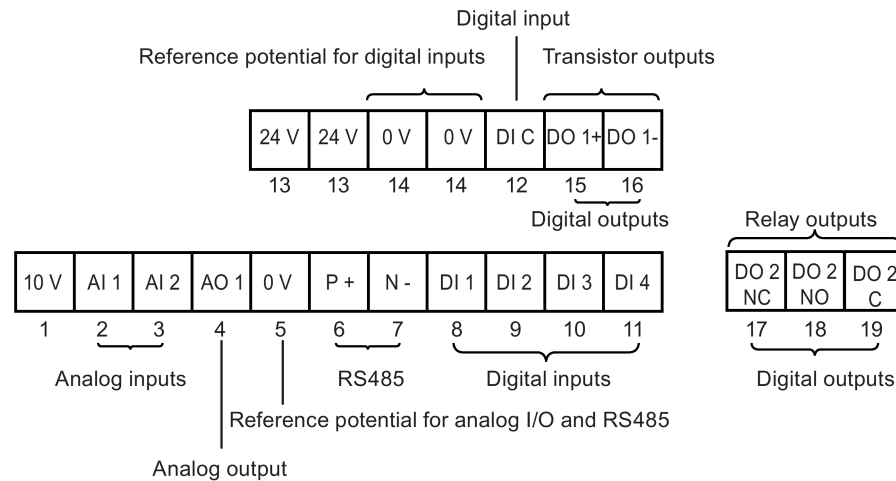 Digital input
Reference potential for digital inputs
Transistor outputs
24 V 24 V 0 V 0 V DI C DO 1+ DO 1-
13 13 14 14 12 15 16
Digital outputs
Relay outputs
10 V AI 1 AI 2 AO 1 0 V P + N - DI 1 DI 2 DI 3 DI 4
DO 2 NC
DO 2 NO
DO 2 C
1 2 3 4 5 6 7 8 9 10 11
17 18 19
Analog inputs
RS485
Digital inputs
Digital outputs
Reference potential for analog I/O and RS485
Analog output